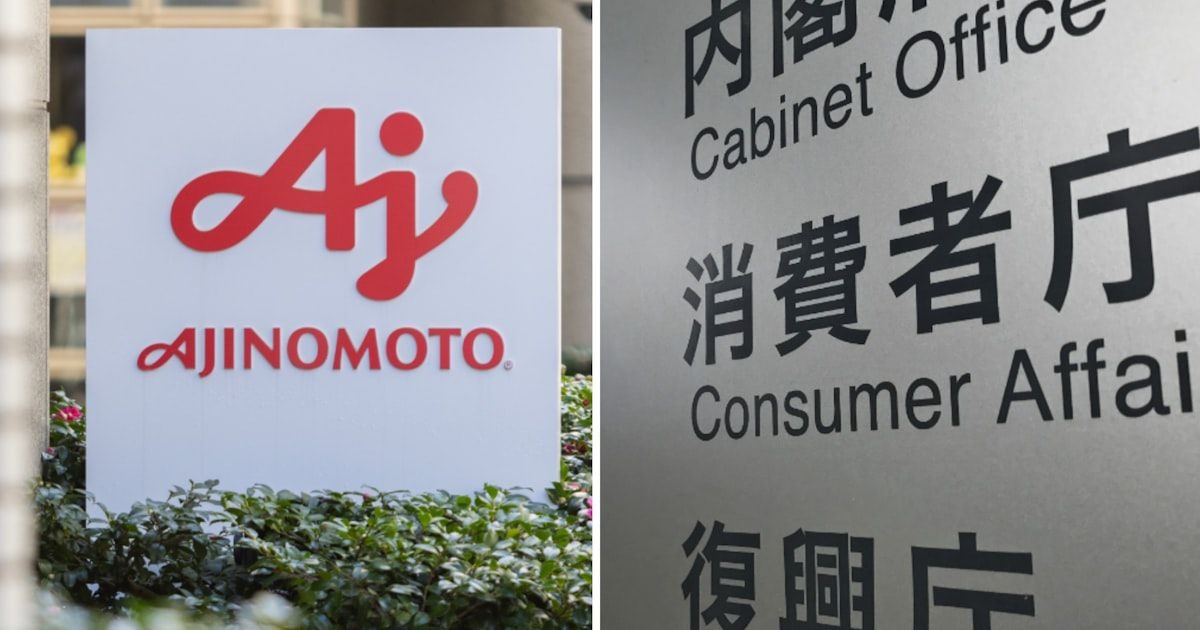 Aj
AJINOMOTO®
内閣
Cabinet Office
消費者庁
Consumer Affai
復興庁